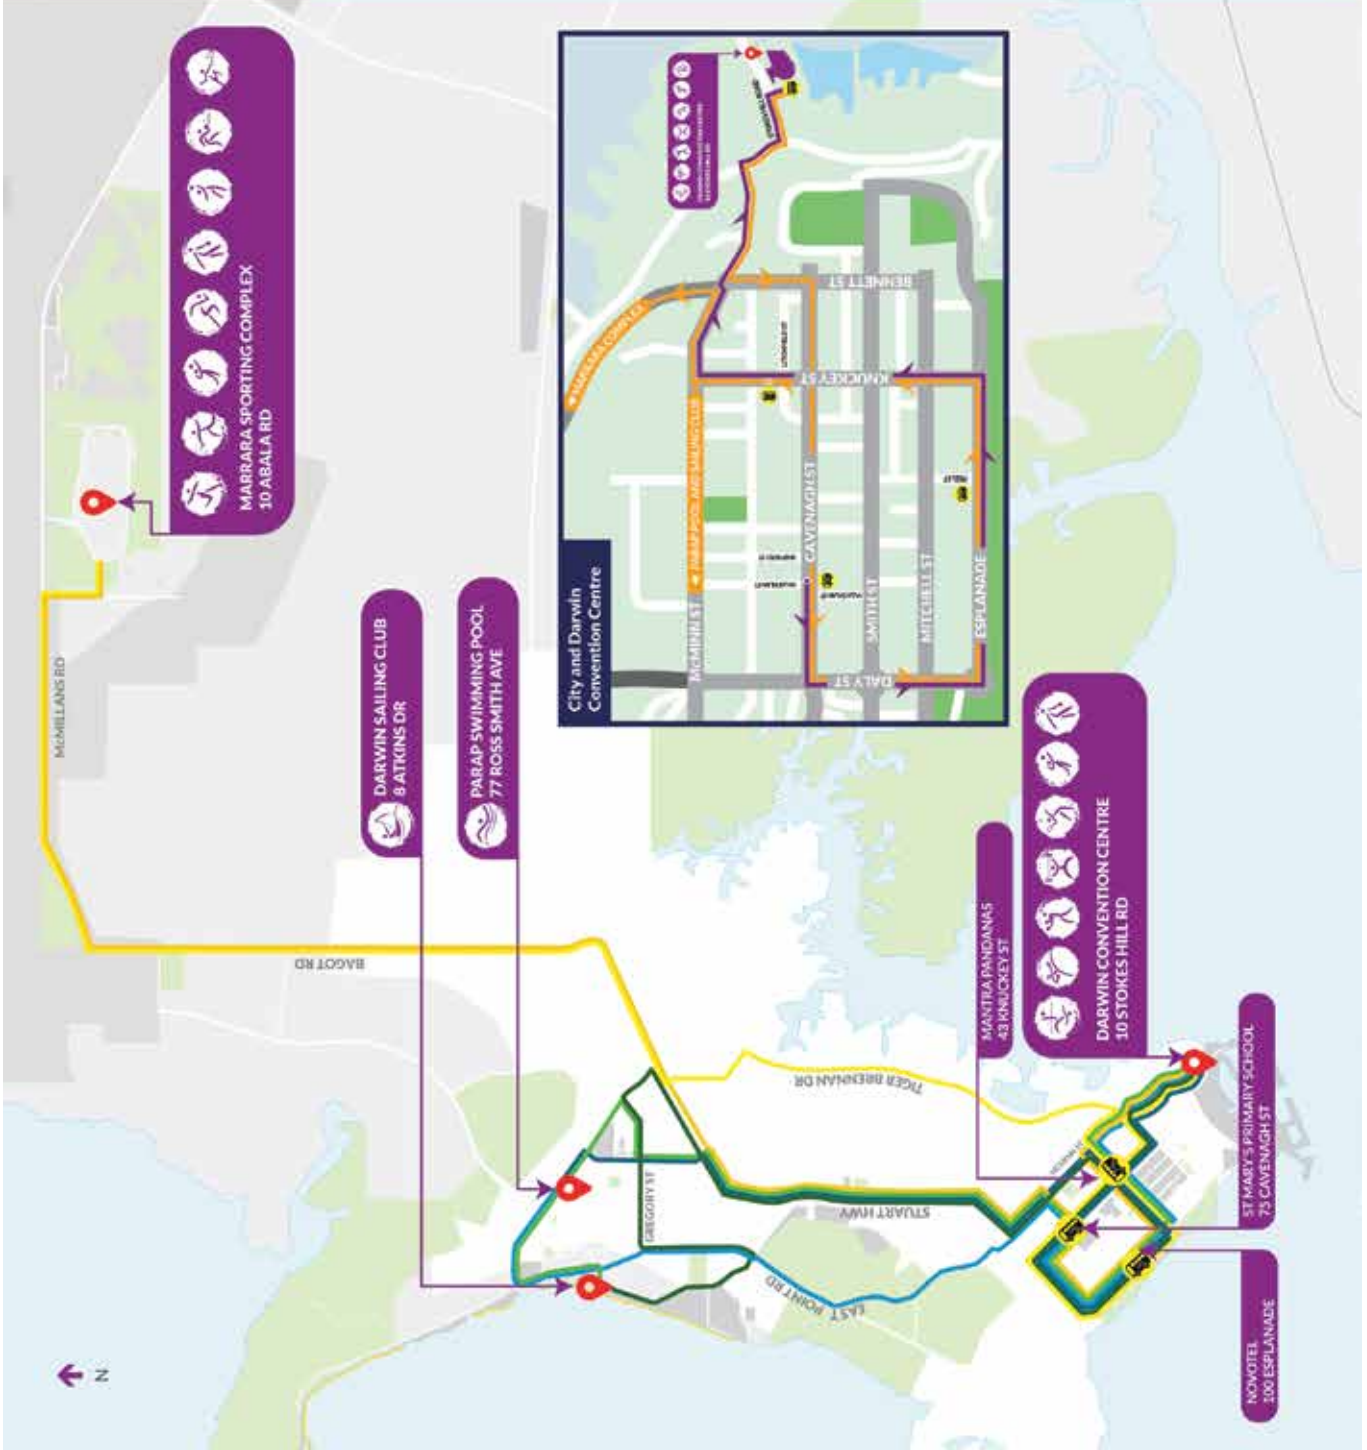 MARRARA SPORTING COMPLEX
10 ABALA RD
McMILLANS RD
DARWIN SAILING CLUB
8 ATKINS DR
PARAP SWIMMING POOL
77 ROSS SMITH AVE
BAGOT RD
City and Darwin
Convention Centre
MARRARA COMPLEX
PARAP POOL AND SAILING CLUB
McMINN ST
CAVENAGH ST
SMITH ST
MITCHELL ST
ESPLANADE
DALY ST
KNUCKEY ST
BENNETT ST
TIGER BRENNAN DR
GREGORY ST
STUART HWY
EAST POINT RD
MANTRA PANDANAS
43 KNUCKEY ST
DARWIN CONVENTION CENTRE
10 STOKES HILL RD
ST MARY'S PRIMARY SCHOOL
75 CAVENAGH ST
NOVOTEL
100 ESPLANADE
N